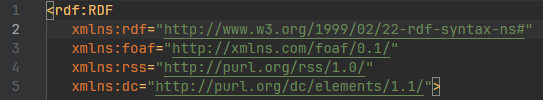 1 <rdf:RDF
2 xmlns:rdf="http://www.w3.org/1999/02/22-rdf-syntax-ns#"
3 xmlns:foaf="http://xmlns.com/foaf/0.1/"
4 xmlns:rss="http://purl.org/rss/1.0/"
5 xmlns:dc="http://purl.org/dc/elements/1.1/">